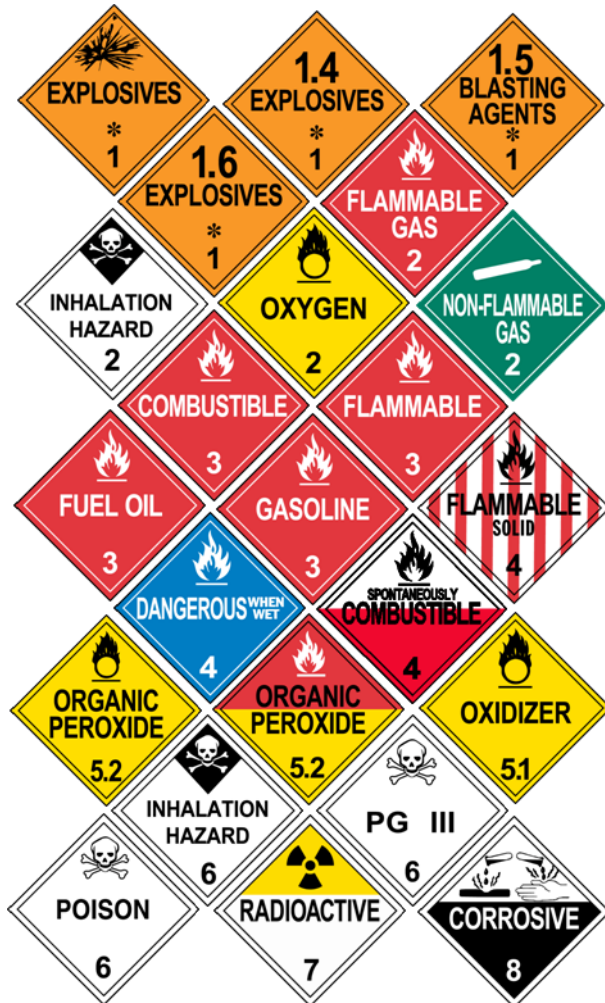 EXPLOSIVES
*
1
1.4
EXPLOSIVES
*
1
1.5
BLASTING
AGENTS
*
1
1.6
EXPLOSIVES
*
1
FLAMMABLE
GAS
2
INHALATION
HAZARD
2
OXYGEN
2
NON-FLAMMABLE
GAS
2
COMBUSTIBLE
3
FLAMMABLE
3
FUEL OIL
3
GASOLINE
3
FLAMMABLE
SOLID
4
DANGEROUS WHEN
WET
4
SPONTANEOUSLY
COMBUSTIBLE
4
ORGANIC
PEROXIDE
5.2
ORGANIC
PEROXIDE
5.2
OXIDIZER
5.1
INHALATION
HAZARD
6
PG III
6
POISON
6
RADIOACTIVE
7
CORROSIVE
8